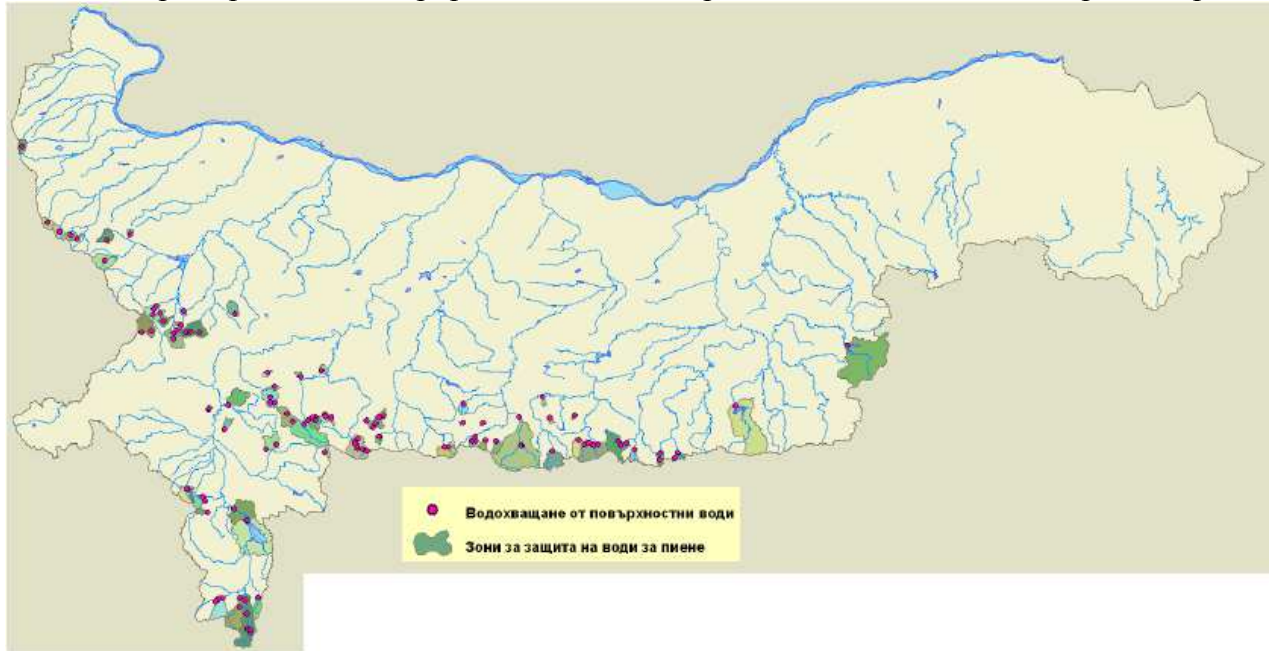 Водохващане от повърхностни води
Зони за защита на води за пиене